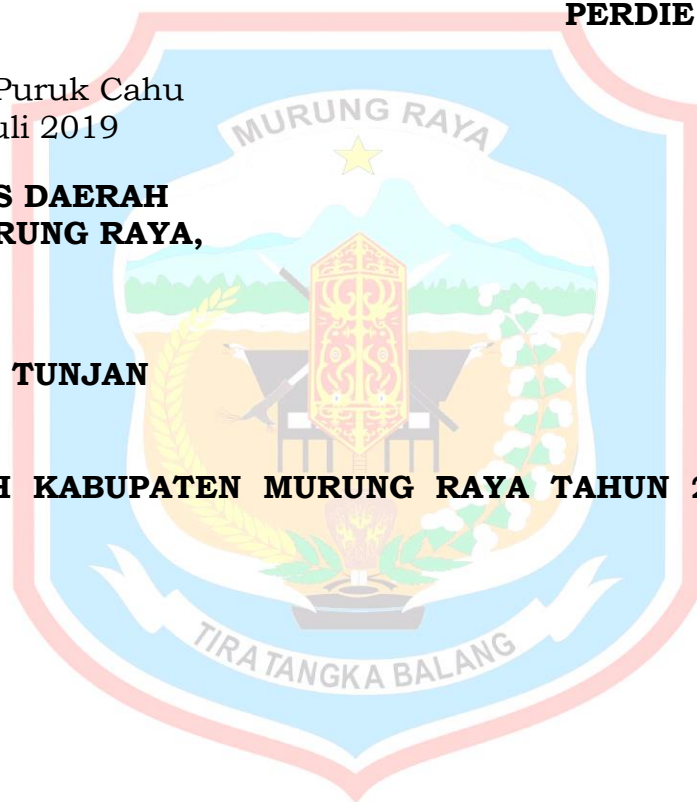 PERDIE
Puruk Cahu
uli 2019
MURUNG RAYA
S DAERAH
RUNG RAYA,
TUNJAN
H KABUPATEN MURUNG RAYA TAHUN 2
TIRA TANGKA BALANG